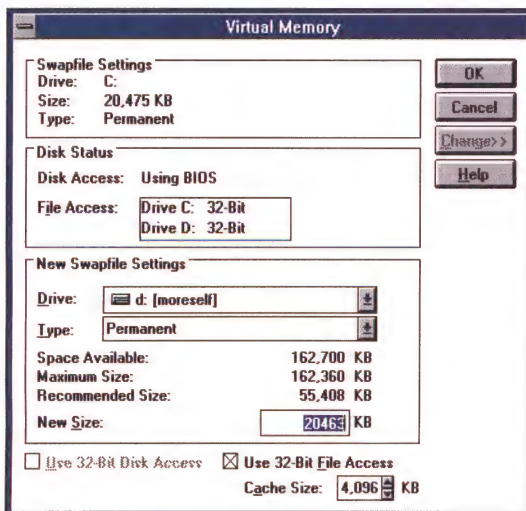 Virtual Memory
Swapfile Settings
Drive: C:
Size: 20,475 KB
Type: Permanent
OK
Cancel
Change>>
Help
Disk Status
Disk Access: Using BIOS
File Access: Drive C: 32-Bit
Drive D: 32-Bit
New Swapfile Settings
Drive: d: [moreself]
Type: Permanent
Space Available: 162,700 KB
Maximum Size: 162,360 KB
Recommended Size: 55,408 KB
New Size: 20463 KB
Use 32-Bit Disk Access
Use 32-Bit File Access
Cache Size: 4,096 KB